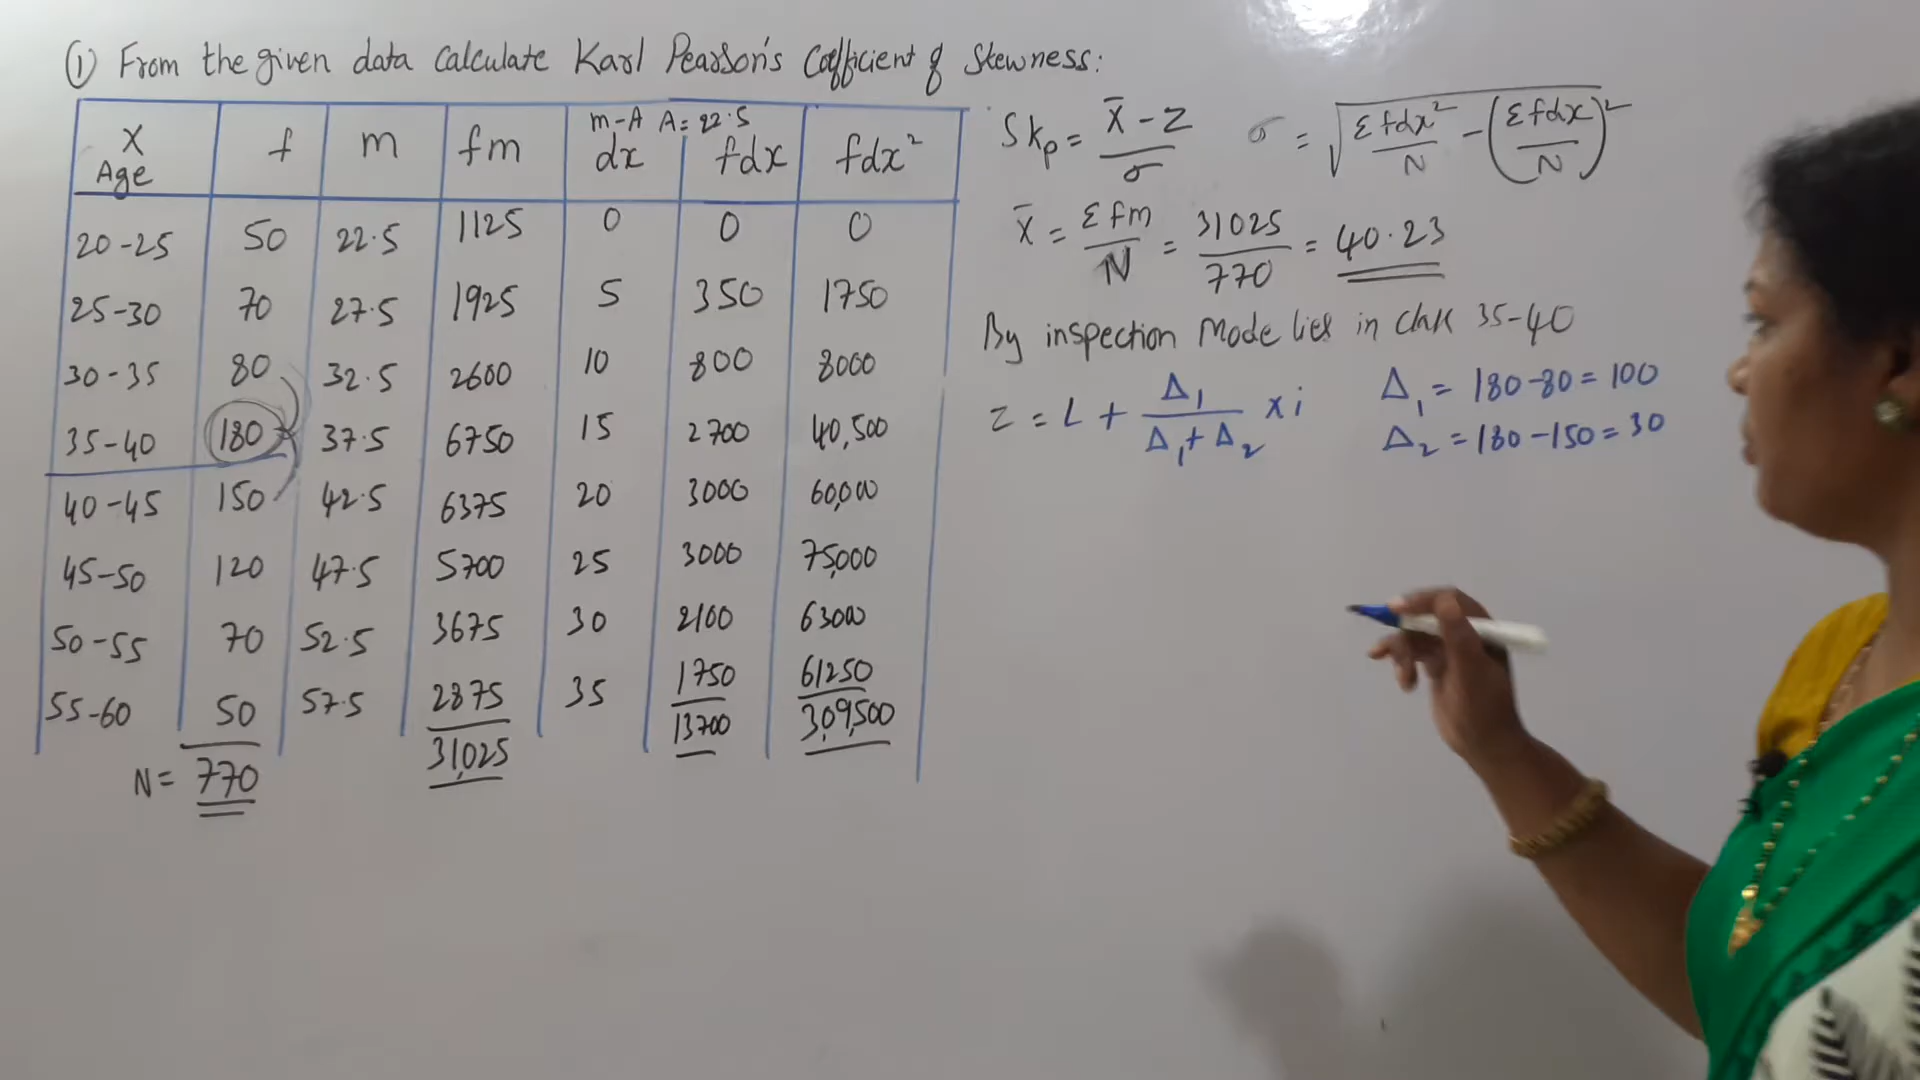 ① From the given data calculate Karl Pearson's Coefficient of Skewness:
X Age f m fm m-A dx A=22.5 fdx fdx²
20-25 50 22.5 1125 0 0 0
25-30 70 27.5 1925 5 350 1750
30-35 80 32.5 2600 10 800 8000
35-40 180 37.5 6750 15 2700 40,500
40-45 150 42.5 6375 20 3000 60,000
45-50 120 47.5 5700 25 3000 75,000
50-55 70 52.5 3675 30 2100 63000
55-60 50 57.5 2875 35 1750 61250
N = 770 31,025 13700 3,09,500
Skp = (X̄ - Z)/σ σ = √(Σfdx²/N - (Σfdx/N)²)
X̄ = Σfm/N = 31025/770 = 40.23
By inspection Mode lies in class 35-40
Z = L + Δ₁/(Δ₁+Δ₂) x i
Δ₁ = 180-80 = 100
Δ₂ = 180-150 = 30